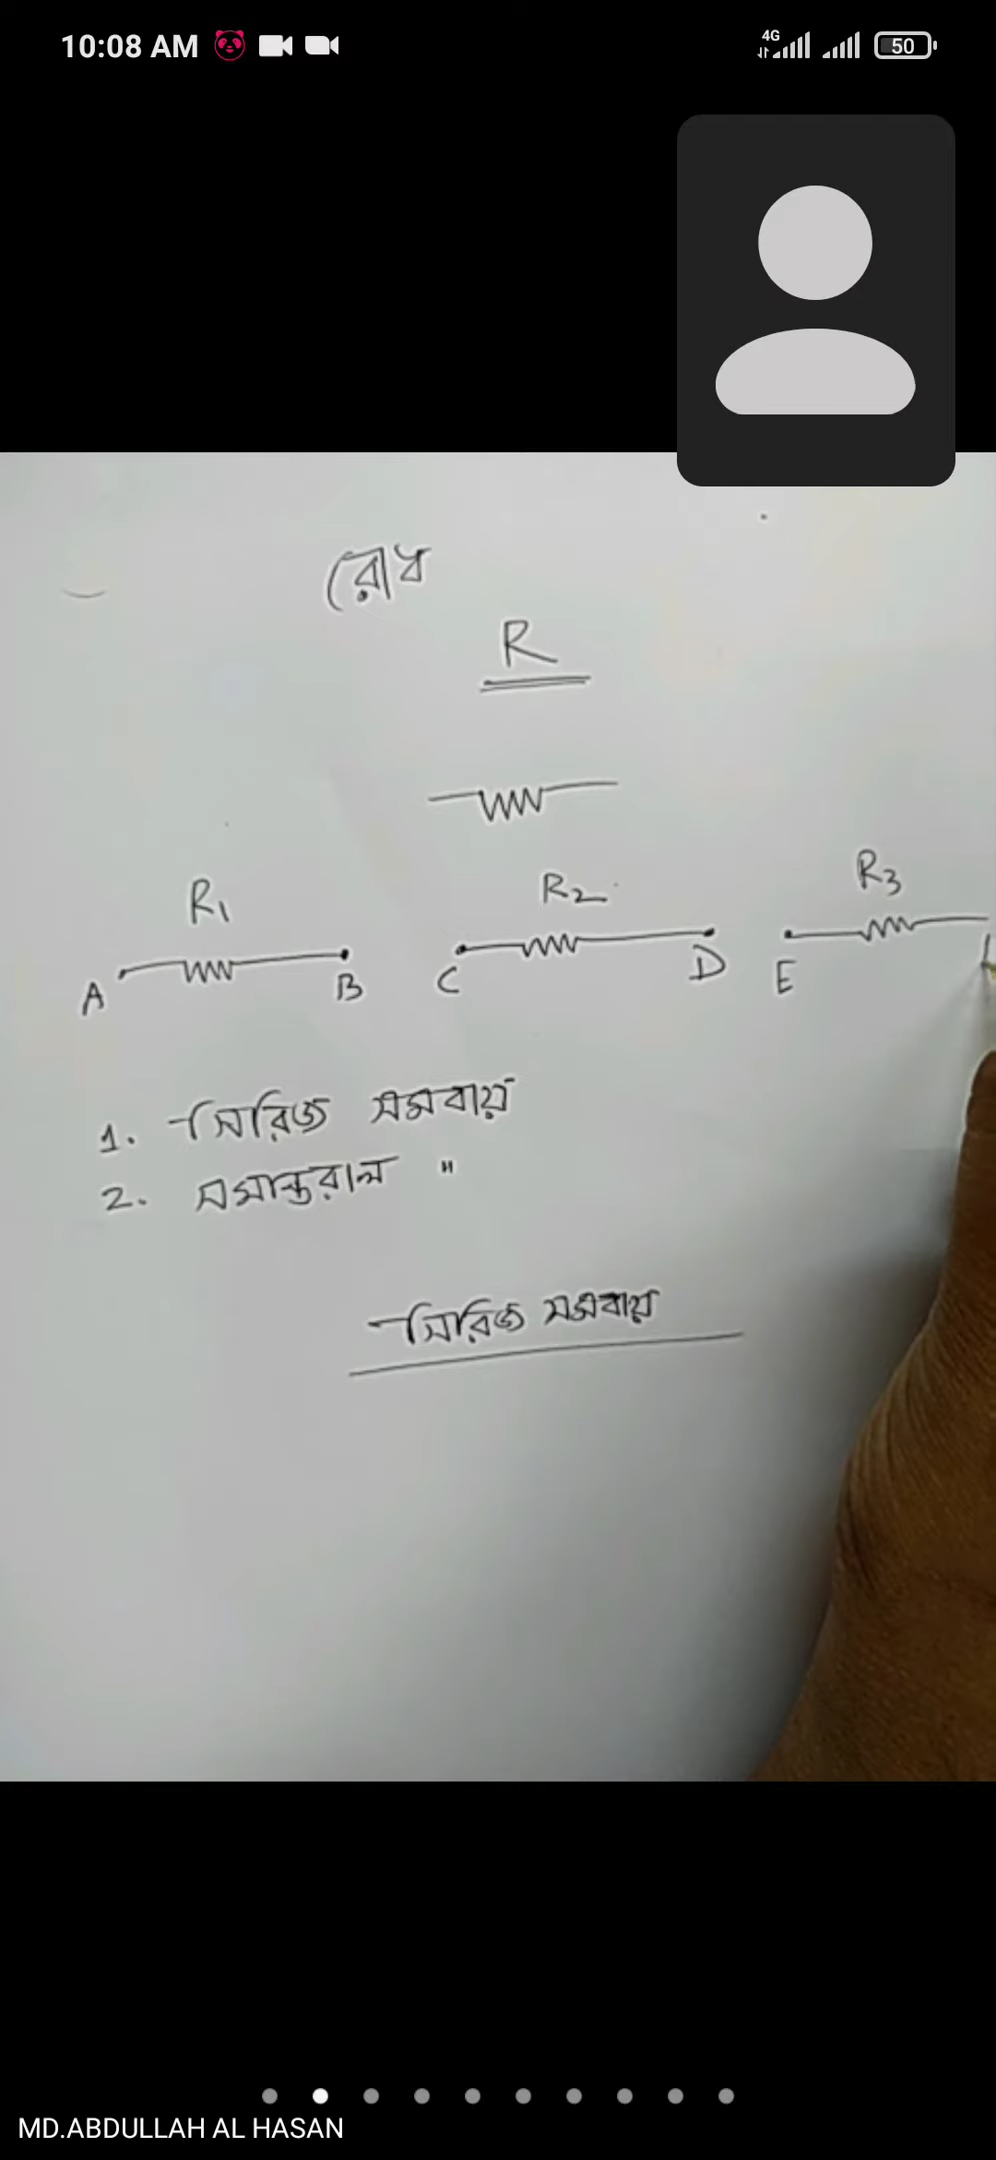 10:08 AM 4G 50
রোধ
R
R1 R2 R3
A B C D E
1. সিরিজ সমবায়
2. সমান্তরাল "
সিরিজ সমবায়
MD.ABDULLAH AL HASAN